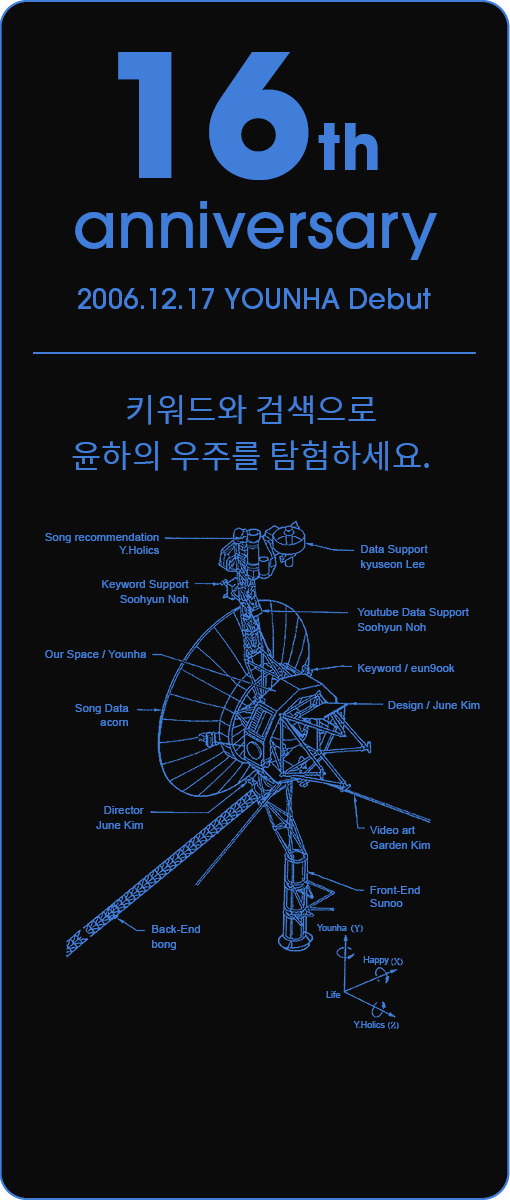 16th
anniversary
2006.12.17 YOUNHA Debut
키워드와 검색으로
윤하의 우주를 탐험하세요.
Song recommendation
Y.Holics
Data Support
kyuseon Lee
Keyword Support
Soohyun Noh
Youtube Data Support
Soohyun Noh
Our Space / Younha
Keyword / eun9ook
Song Data
acorn
Design / June Kim
Director
June Kim
Video art
Garden Kim
Front-End
Sunoo
Back-End
bong
Younha (Y)
Happy (X)
Life
Y.Holics (Z)